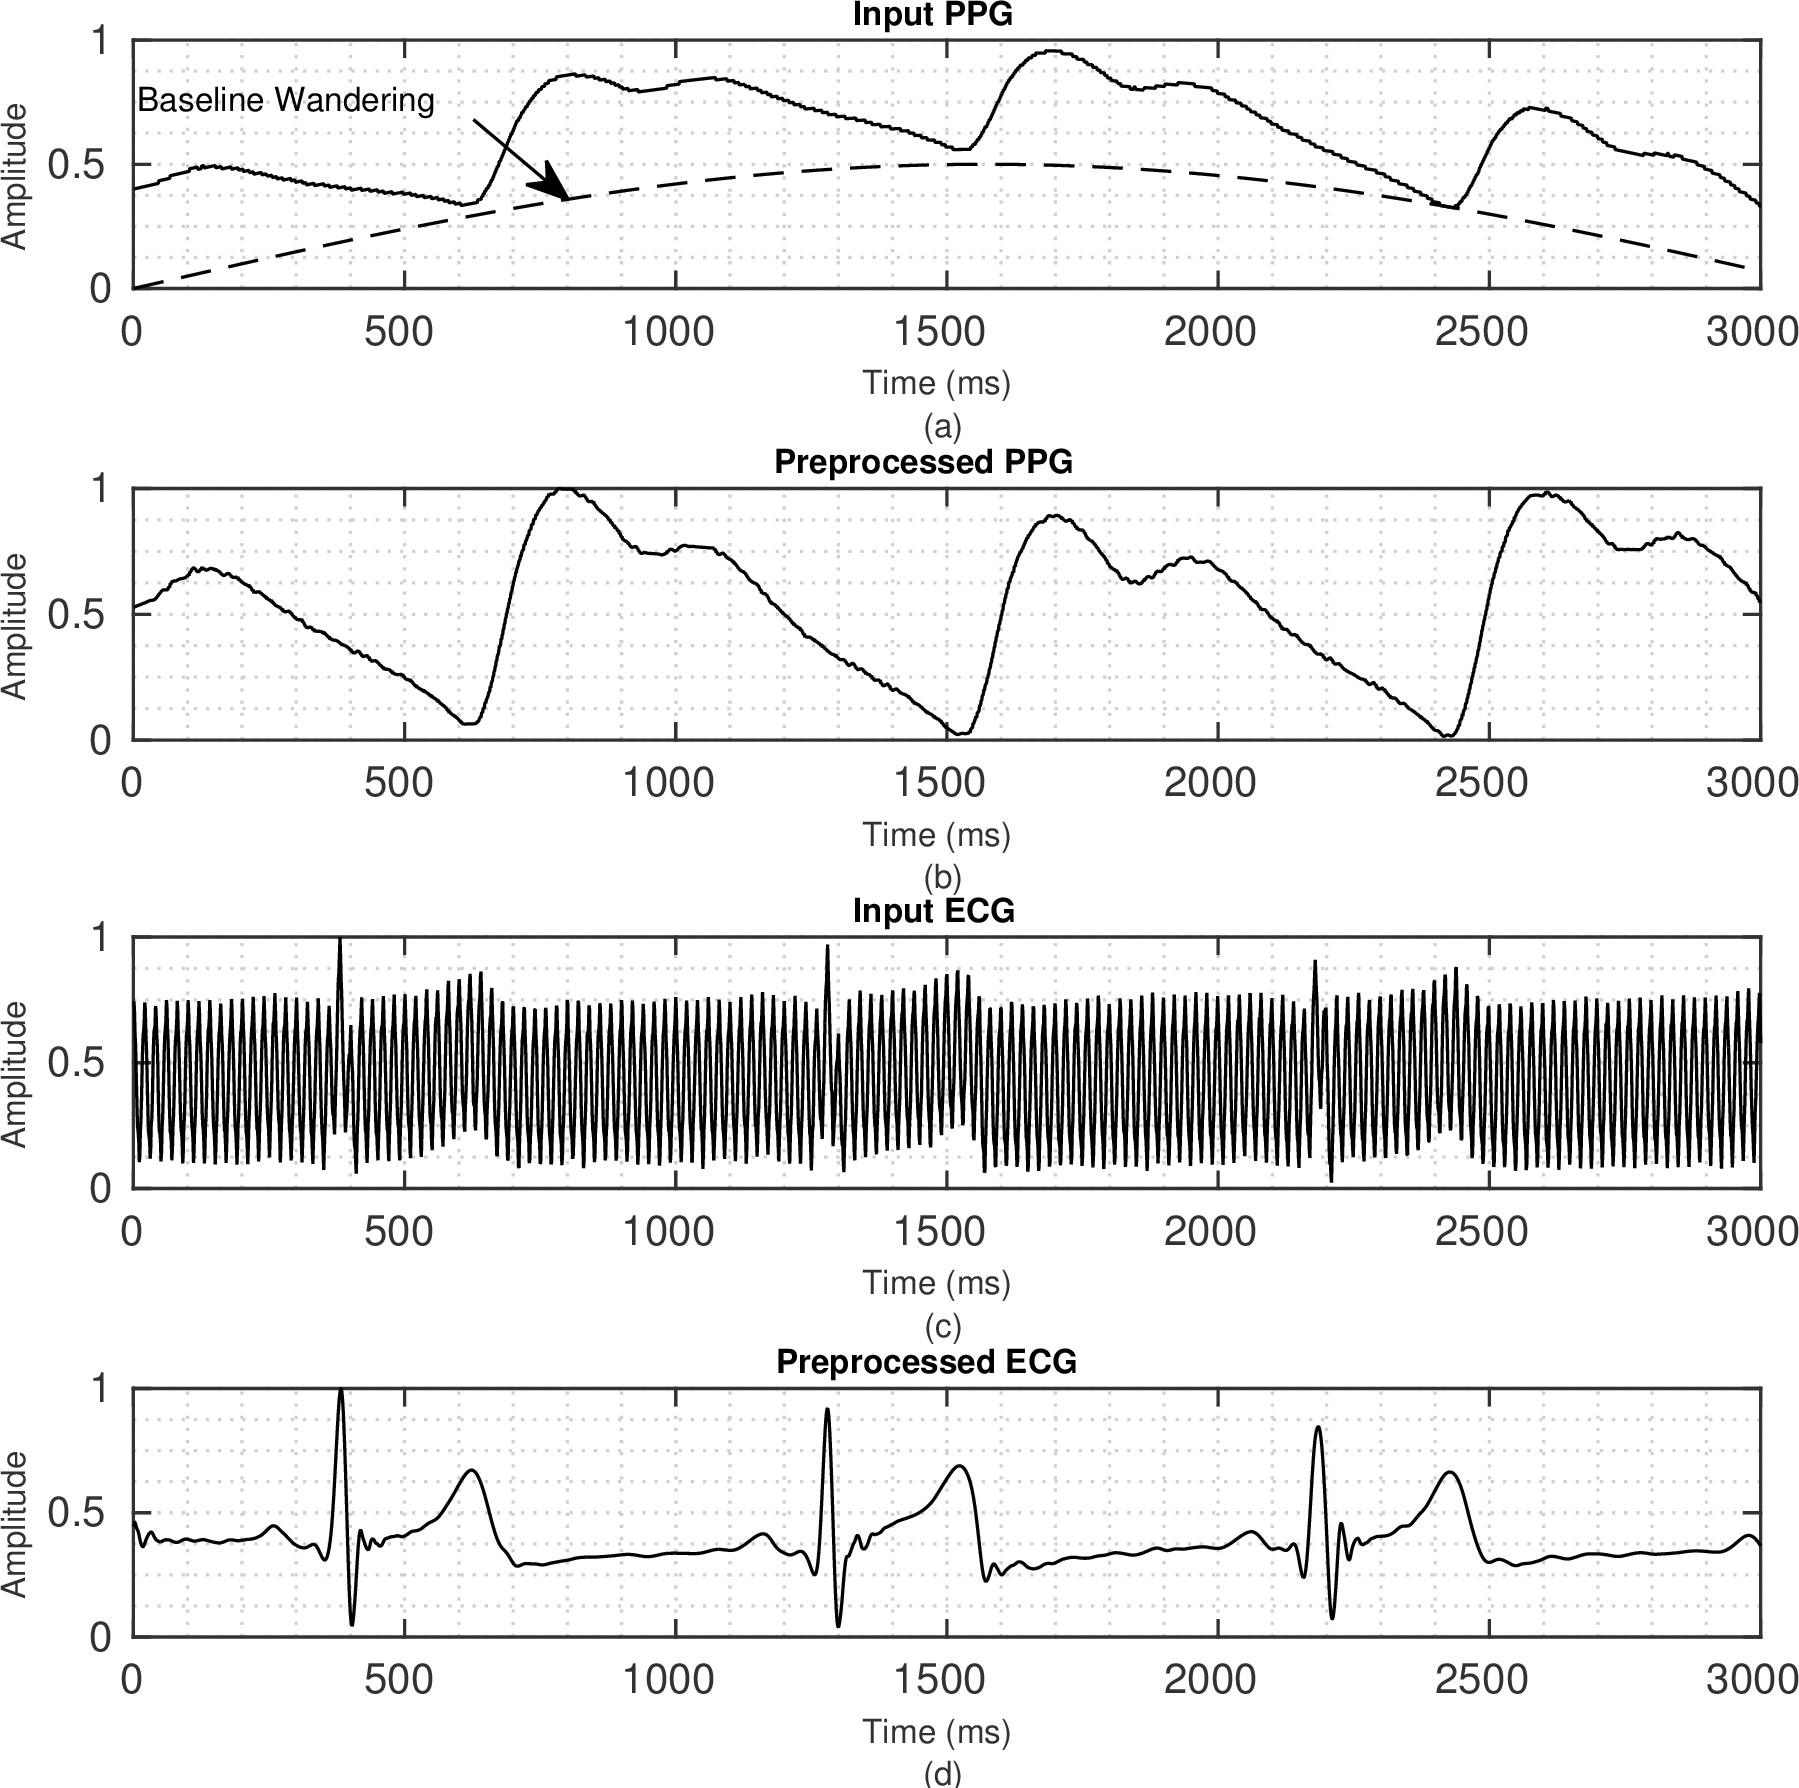 Input PPG
1
Baseline Wandering
0.5
0
Amplitude
0 500 1000 1500 2000 2500 3000
Time (ms)
(a)
Preprocessed PPG
1
0.5
0
Amplitude
0 500 1000 1500 2000 2500 3000
Time (ms)
(b)
Input ECG
1
0.5
0
Amplitude
0 500 1000 1500 2000 2500 3000
Time (ms)
(c)
Preprocessed ECG
1
0.5
0
Amplitude
0 500 1000 1500 2000 2500 3000
Time (ms)
(d)